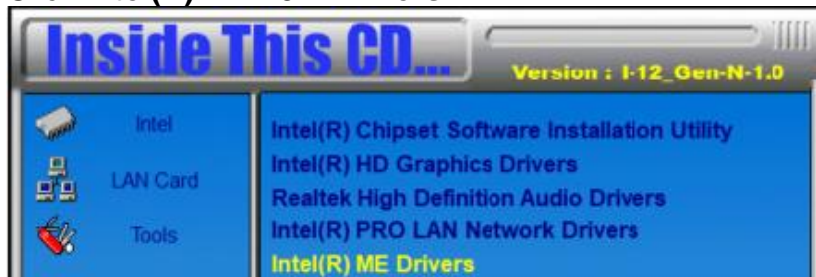 Inside This CD...
Version : I-12_Gen-N-1.0
Intel
LAN Card
Tools
Intel(R) Chipset Software Installation Utility
Intel(R) HD Graphics Drivers
Realtek High Definition Audio Drivers
Intel(R) PRO LAN Network Drivers
Intel(R) ME Drivers